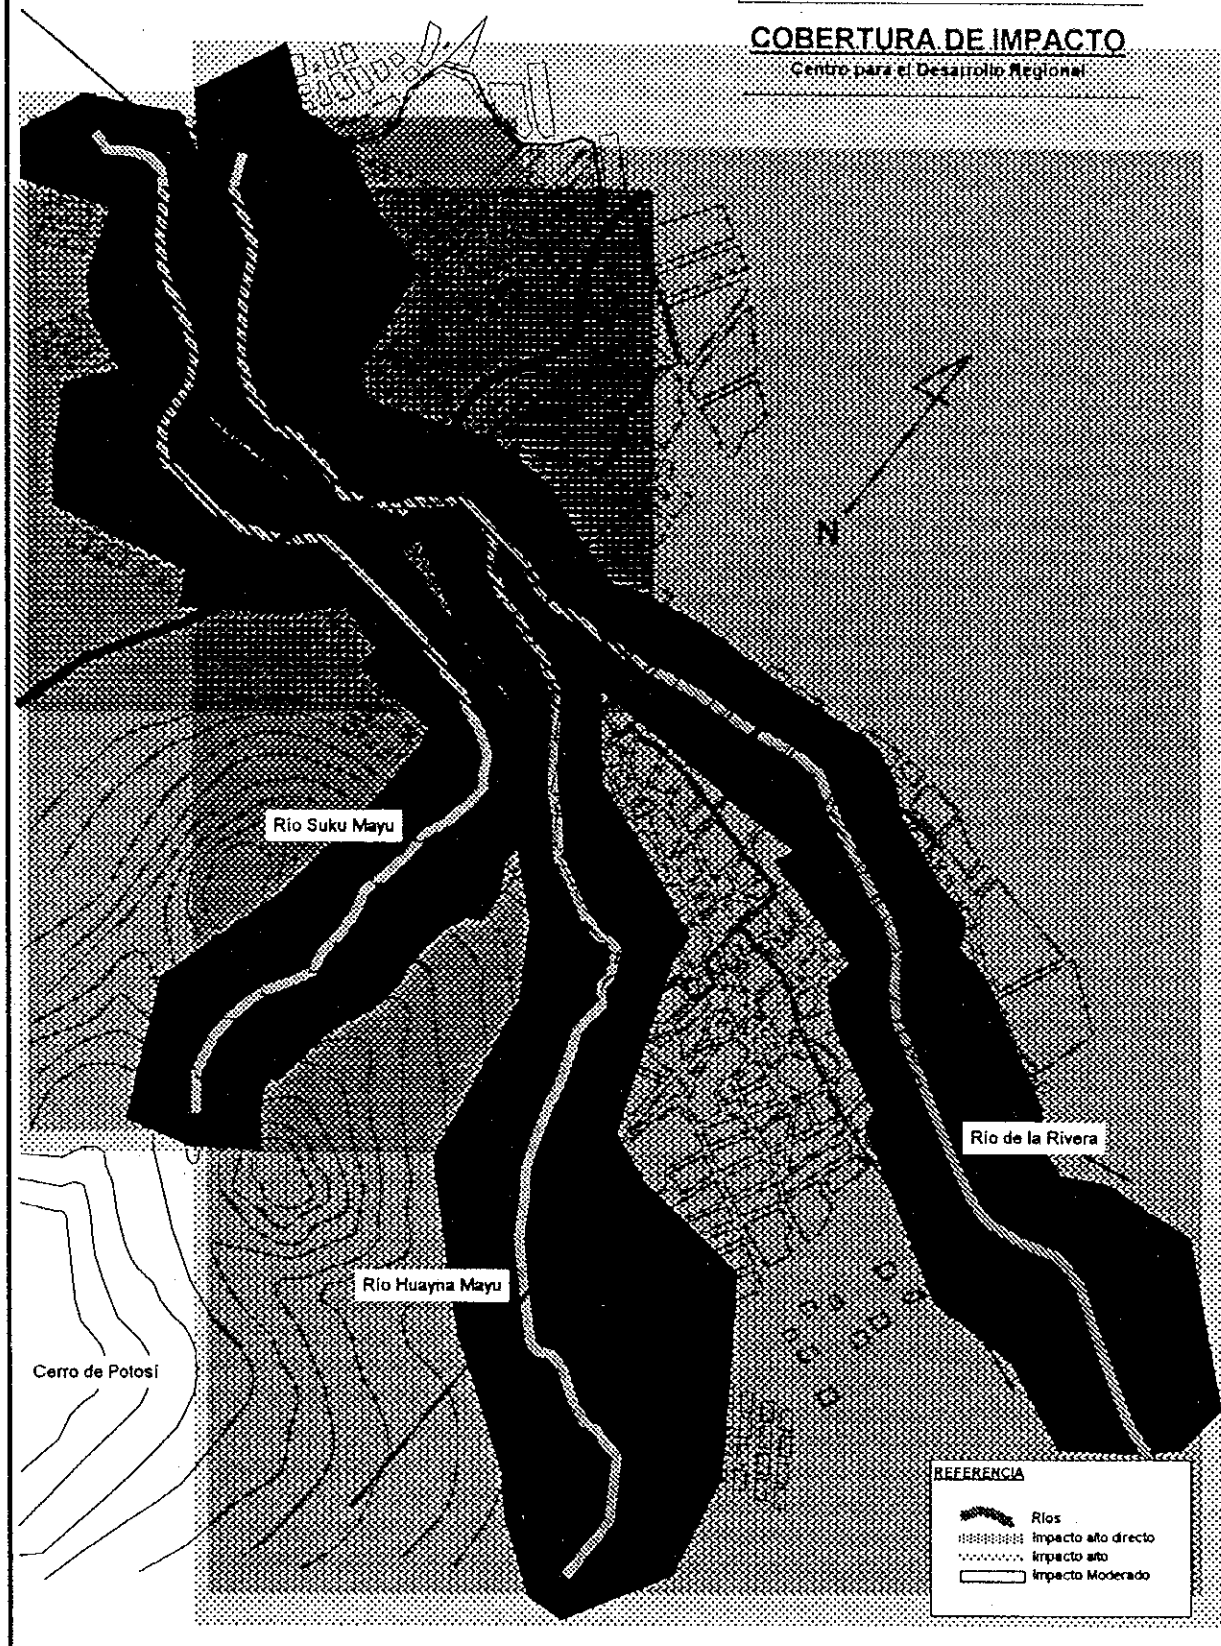 COBERTURA DE IMPACTO
Centro para el Desarrollo Regional
N
Río Suku Mayu
Río de la Rivera
Río Huayna Mayu
Cerro de Potosí
REFERENCIA
Ríos
Impacto alto directo
Impacto alto
Impacto Moderado